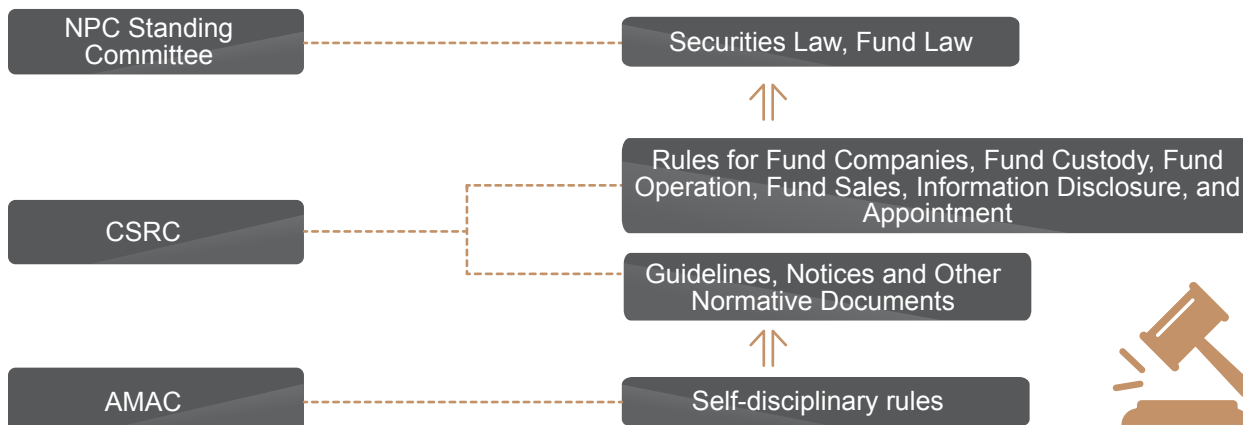 NPC Standing
Committee
Securities Law, Fund Law
Rules for Fund Companies, Fund Custody, Fund
Operation, Fund Sales, Information Disclosure, and
Appointment
CSRC
Guidelines, Notices and Other
Normative Documents
AMAC
Self-disciplinary rules